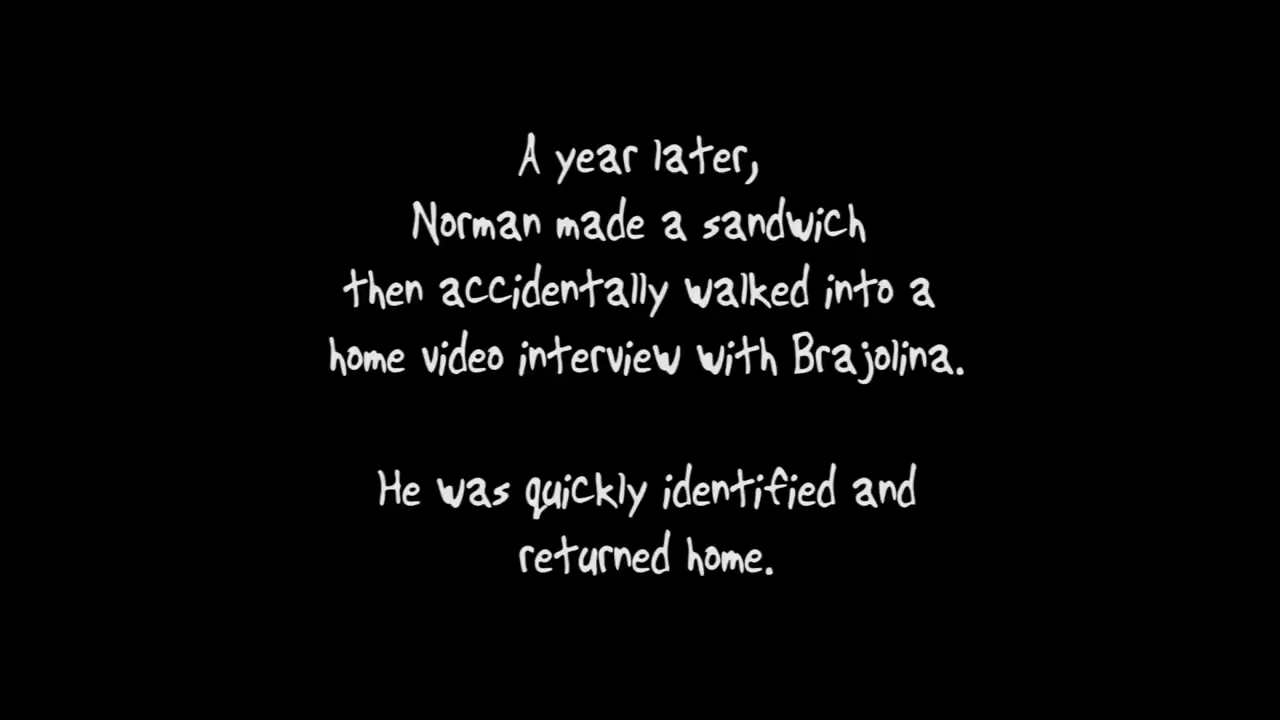 A year later,
Norman made a sandwich
then accidentally walked into a
home video interview with Brajolina.
He was quickly identified and
returned home.